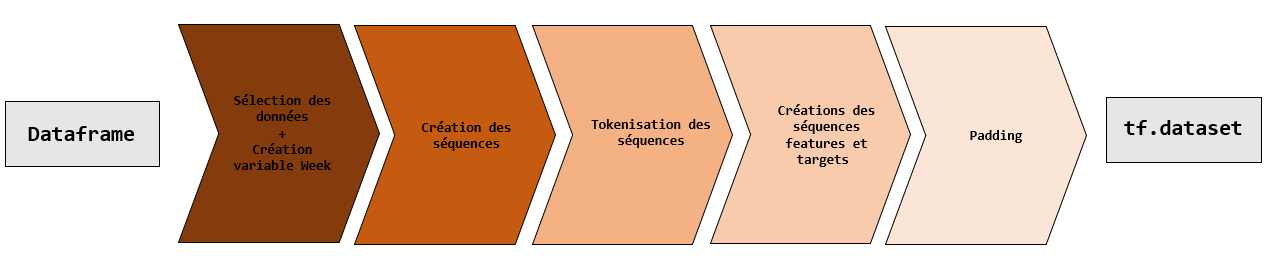 Dataframe
Sélection des
données
+
Création
variable Week
Création des
séquences
Tokenisation des
séquences
Créations des
séquences
features et
targets
Padding
tf.dataset